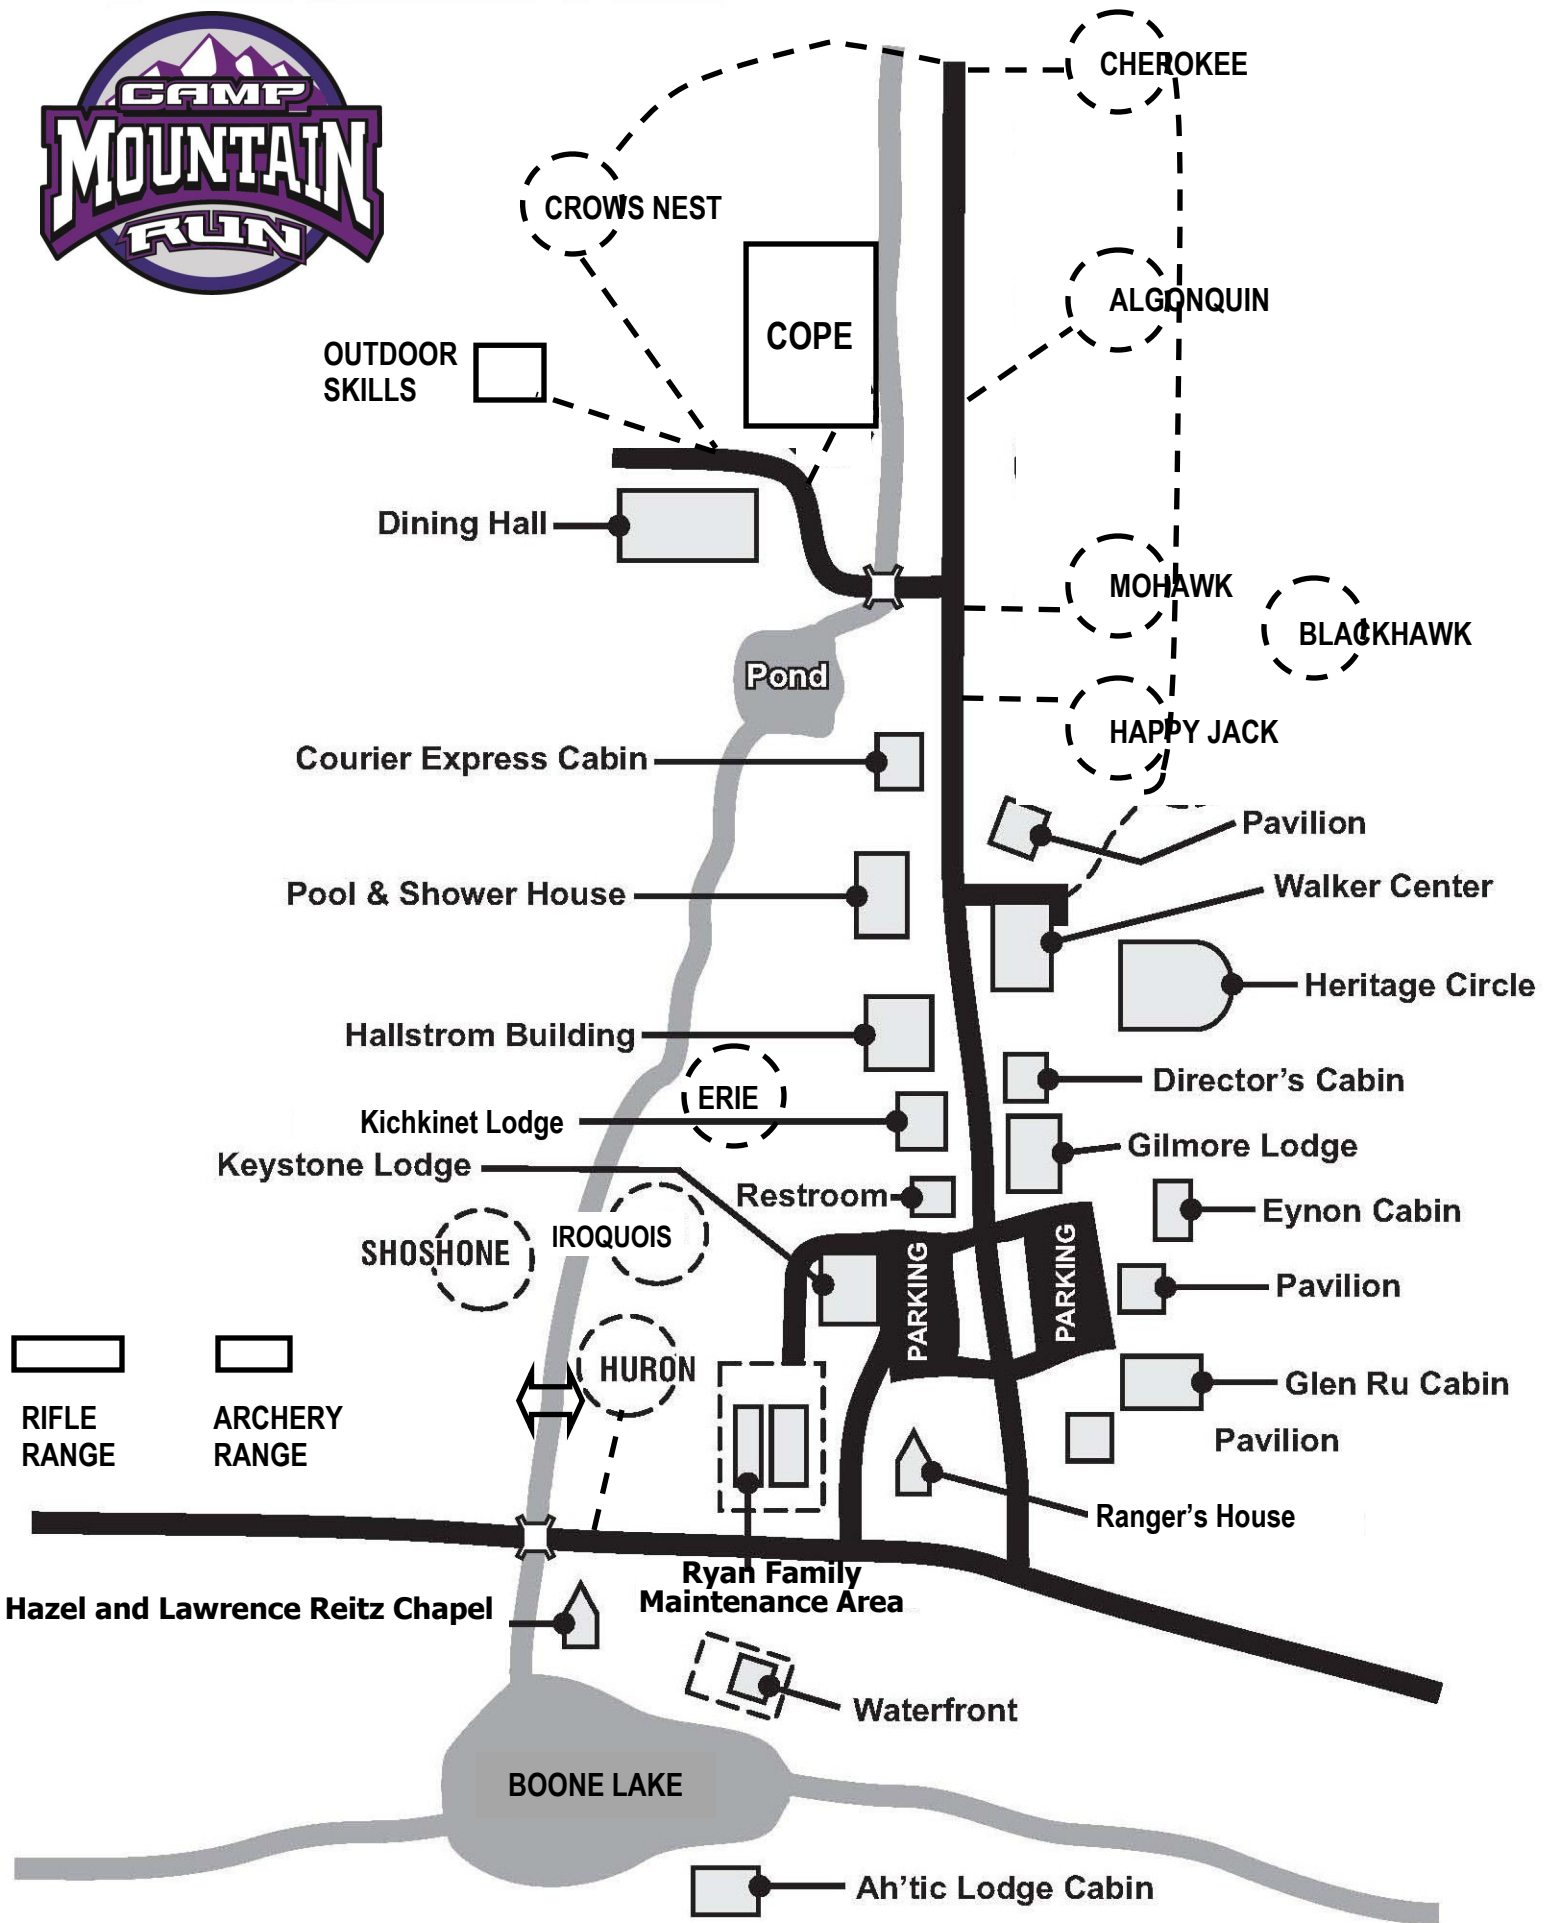 CAMP
MOUNTAIN
RUN
CHEROKEE
CROWS NEST
ALGONQUIN
COPE
OUTDOOR
SKILLS
Dining Hall
MOHAWK
BLACKHAWK
Pond
HAPPY JACK
Courier Express Cabin
Pavilion
Walker Center
Pool & Shower House
Heritage Circle
Hallstrom Building
Director's Cabin
ERIE
Kichkinet Lodge
Gilmore Lodge
Keystone Lodge
Restroom
Eynon Cabin
SHOSHONE
IROQUOIS
PARKING
PARKING
Pavilion
HURON
Glen Ru Cabin
RIFLE
RANGE
ARCHERY
RANGE
Pavilion
Ranger's House
Ryan Family
Maintenance Area
Hazel and Lawrence Reitz Chapel
Waterfront
BOONE LAKE
Ah'tic Lodge Cabin